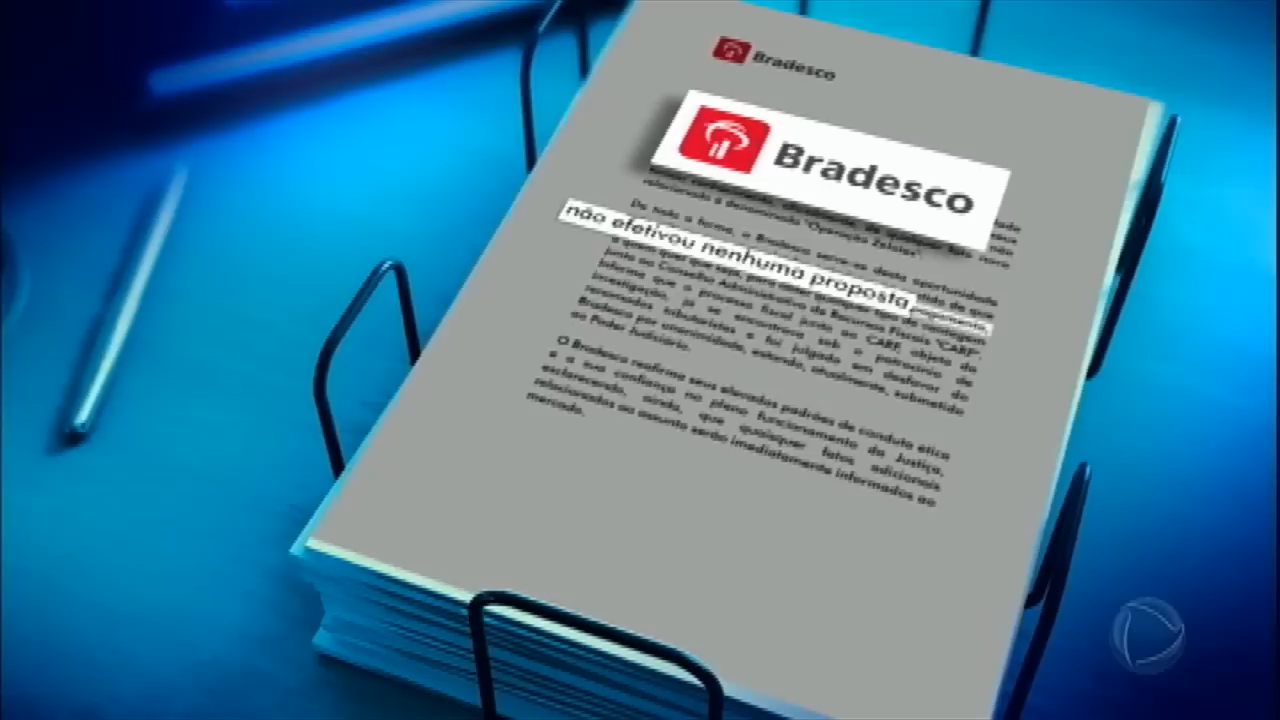 Bradesco
Bradesco
relacionado à denominada "Operação Zelotes".
De toda a forma, o Bradesco serve-se desta oportunidade
não efetivou nenhuma proposta
pagamento,
junto ao Conselho Administrativo de Recursos Fiscais "CARF".
Informa que o processo fiscal junto ao CARF, objeto da
investigação, já se encontrava sob o patrocínio de
renomados tributaristas e foi julgado em desfavor do
Bradesco por unanimidade, estando, atualmente, submetido
ao Poder Judiciário.
O Bradesco reafirma seus elevados padrões de conduta ética
e a sua confiança no pleno funcionamento da Justiça,
esclarecendo, ainda, que quaisquer fatos adicionais
relacionados ao assunto serão imediatamente informados ao
mercado.